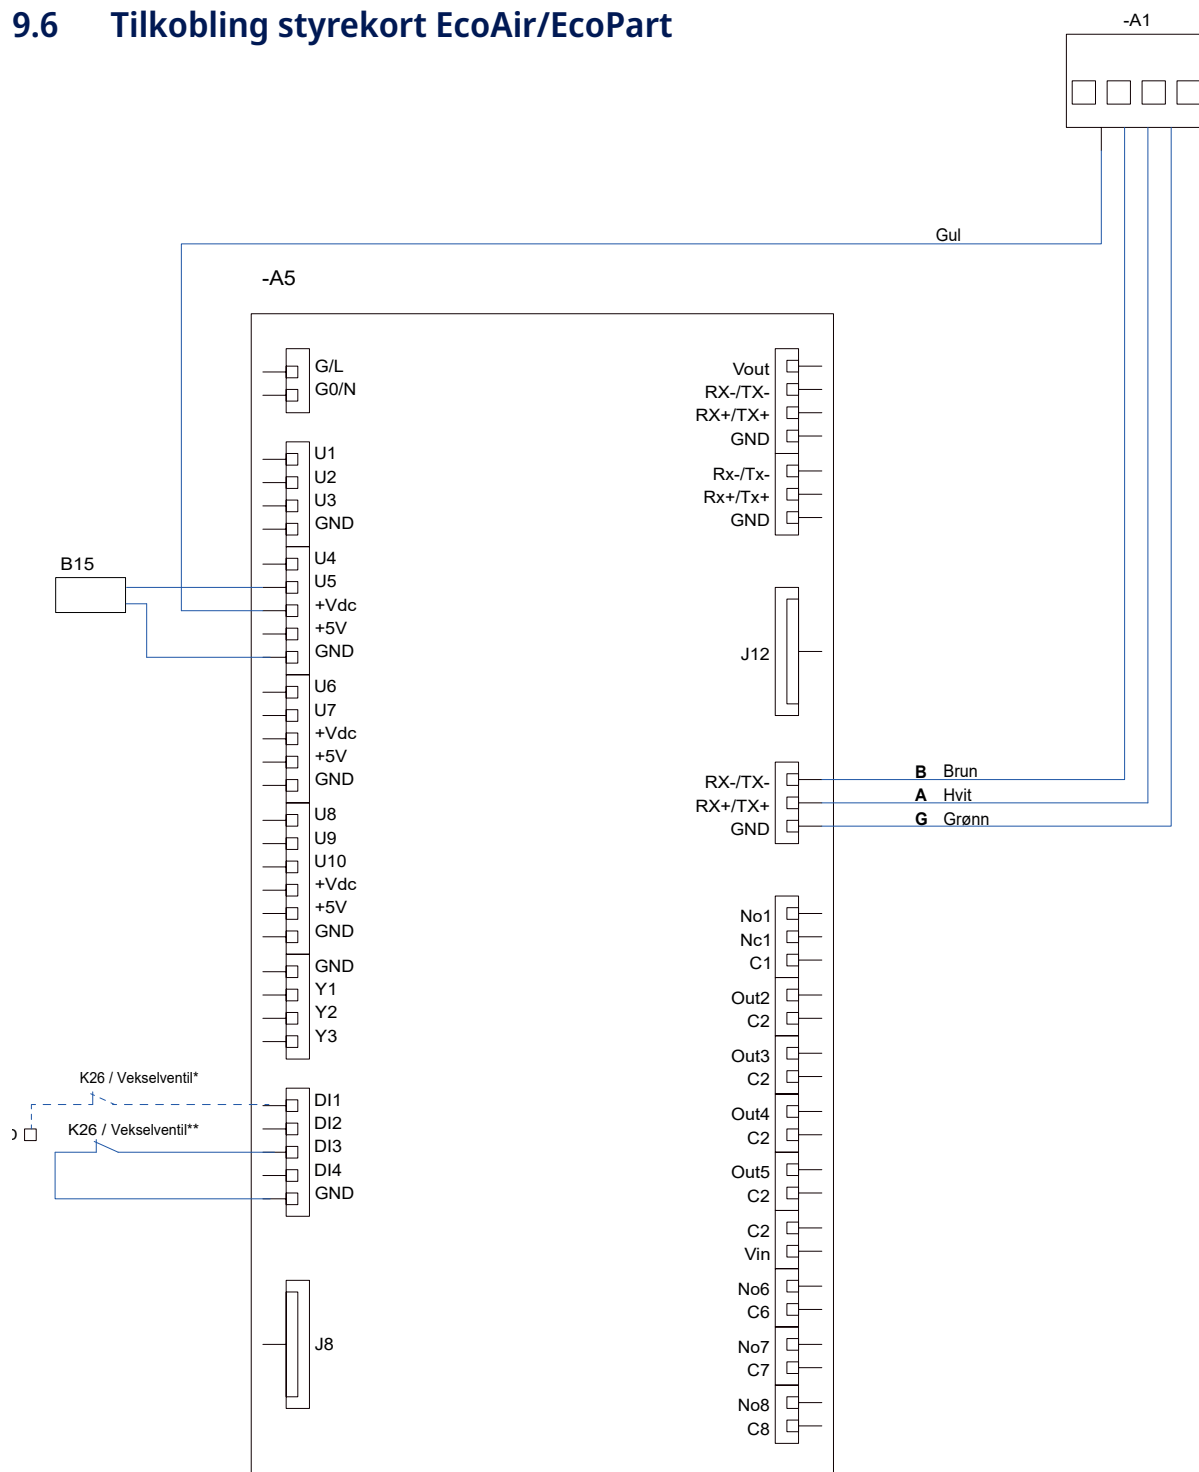 9.6 Tilkobling styrekort EcoAir/EcoPart
-A1
Gul
-A5
G/L
G0/N
U1
U2
U3
GND
U4
U5
+Vdc
+5V
GND
U6
U7
+Vdc
+5V
GND
U8
U9
U10
+Vdc
+5V
GND
GND
Y1
Y2
Y3
B15
K26 / Vekselventil*
K26 / Vekselventil**
DI1
DI2
DI3
DI4
GND
J8
Vout
RX-/TX-
RX+/TX+
GND
Rx-/Tx-
Rx+/Tx+
GND
J12
RX-/TX-
RX+/TX+
GND
B Brun
A Hvit
G Grønn
No1
Nc1
C1
Out2
C2
Out3
C2
Out4
C2
Out5
C2
C2
Vin
No6
C6
No7
C7
No8
C8